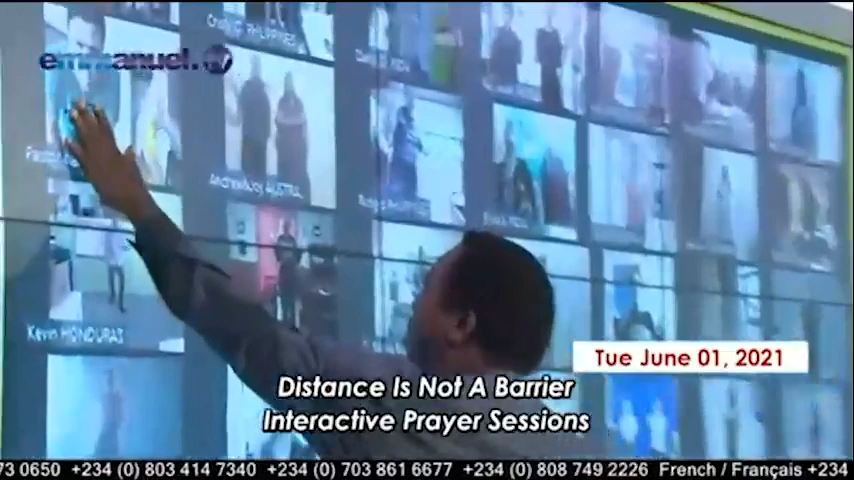 emmanuel.tv
PHILIPPINES
Kevin HONDURAS
Tue June 01, 2021
Distance Is Not A Barrier
Interactive Prayer Sessions
73 0650 +234 (0) 803 414 7340 +234 (0) 703 861 6677 +234 (0) 808 749 2226 French / Français +234